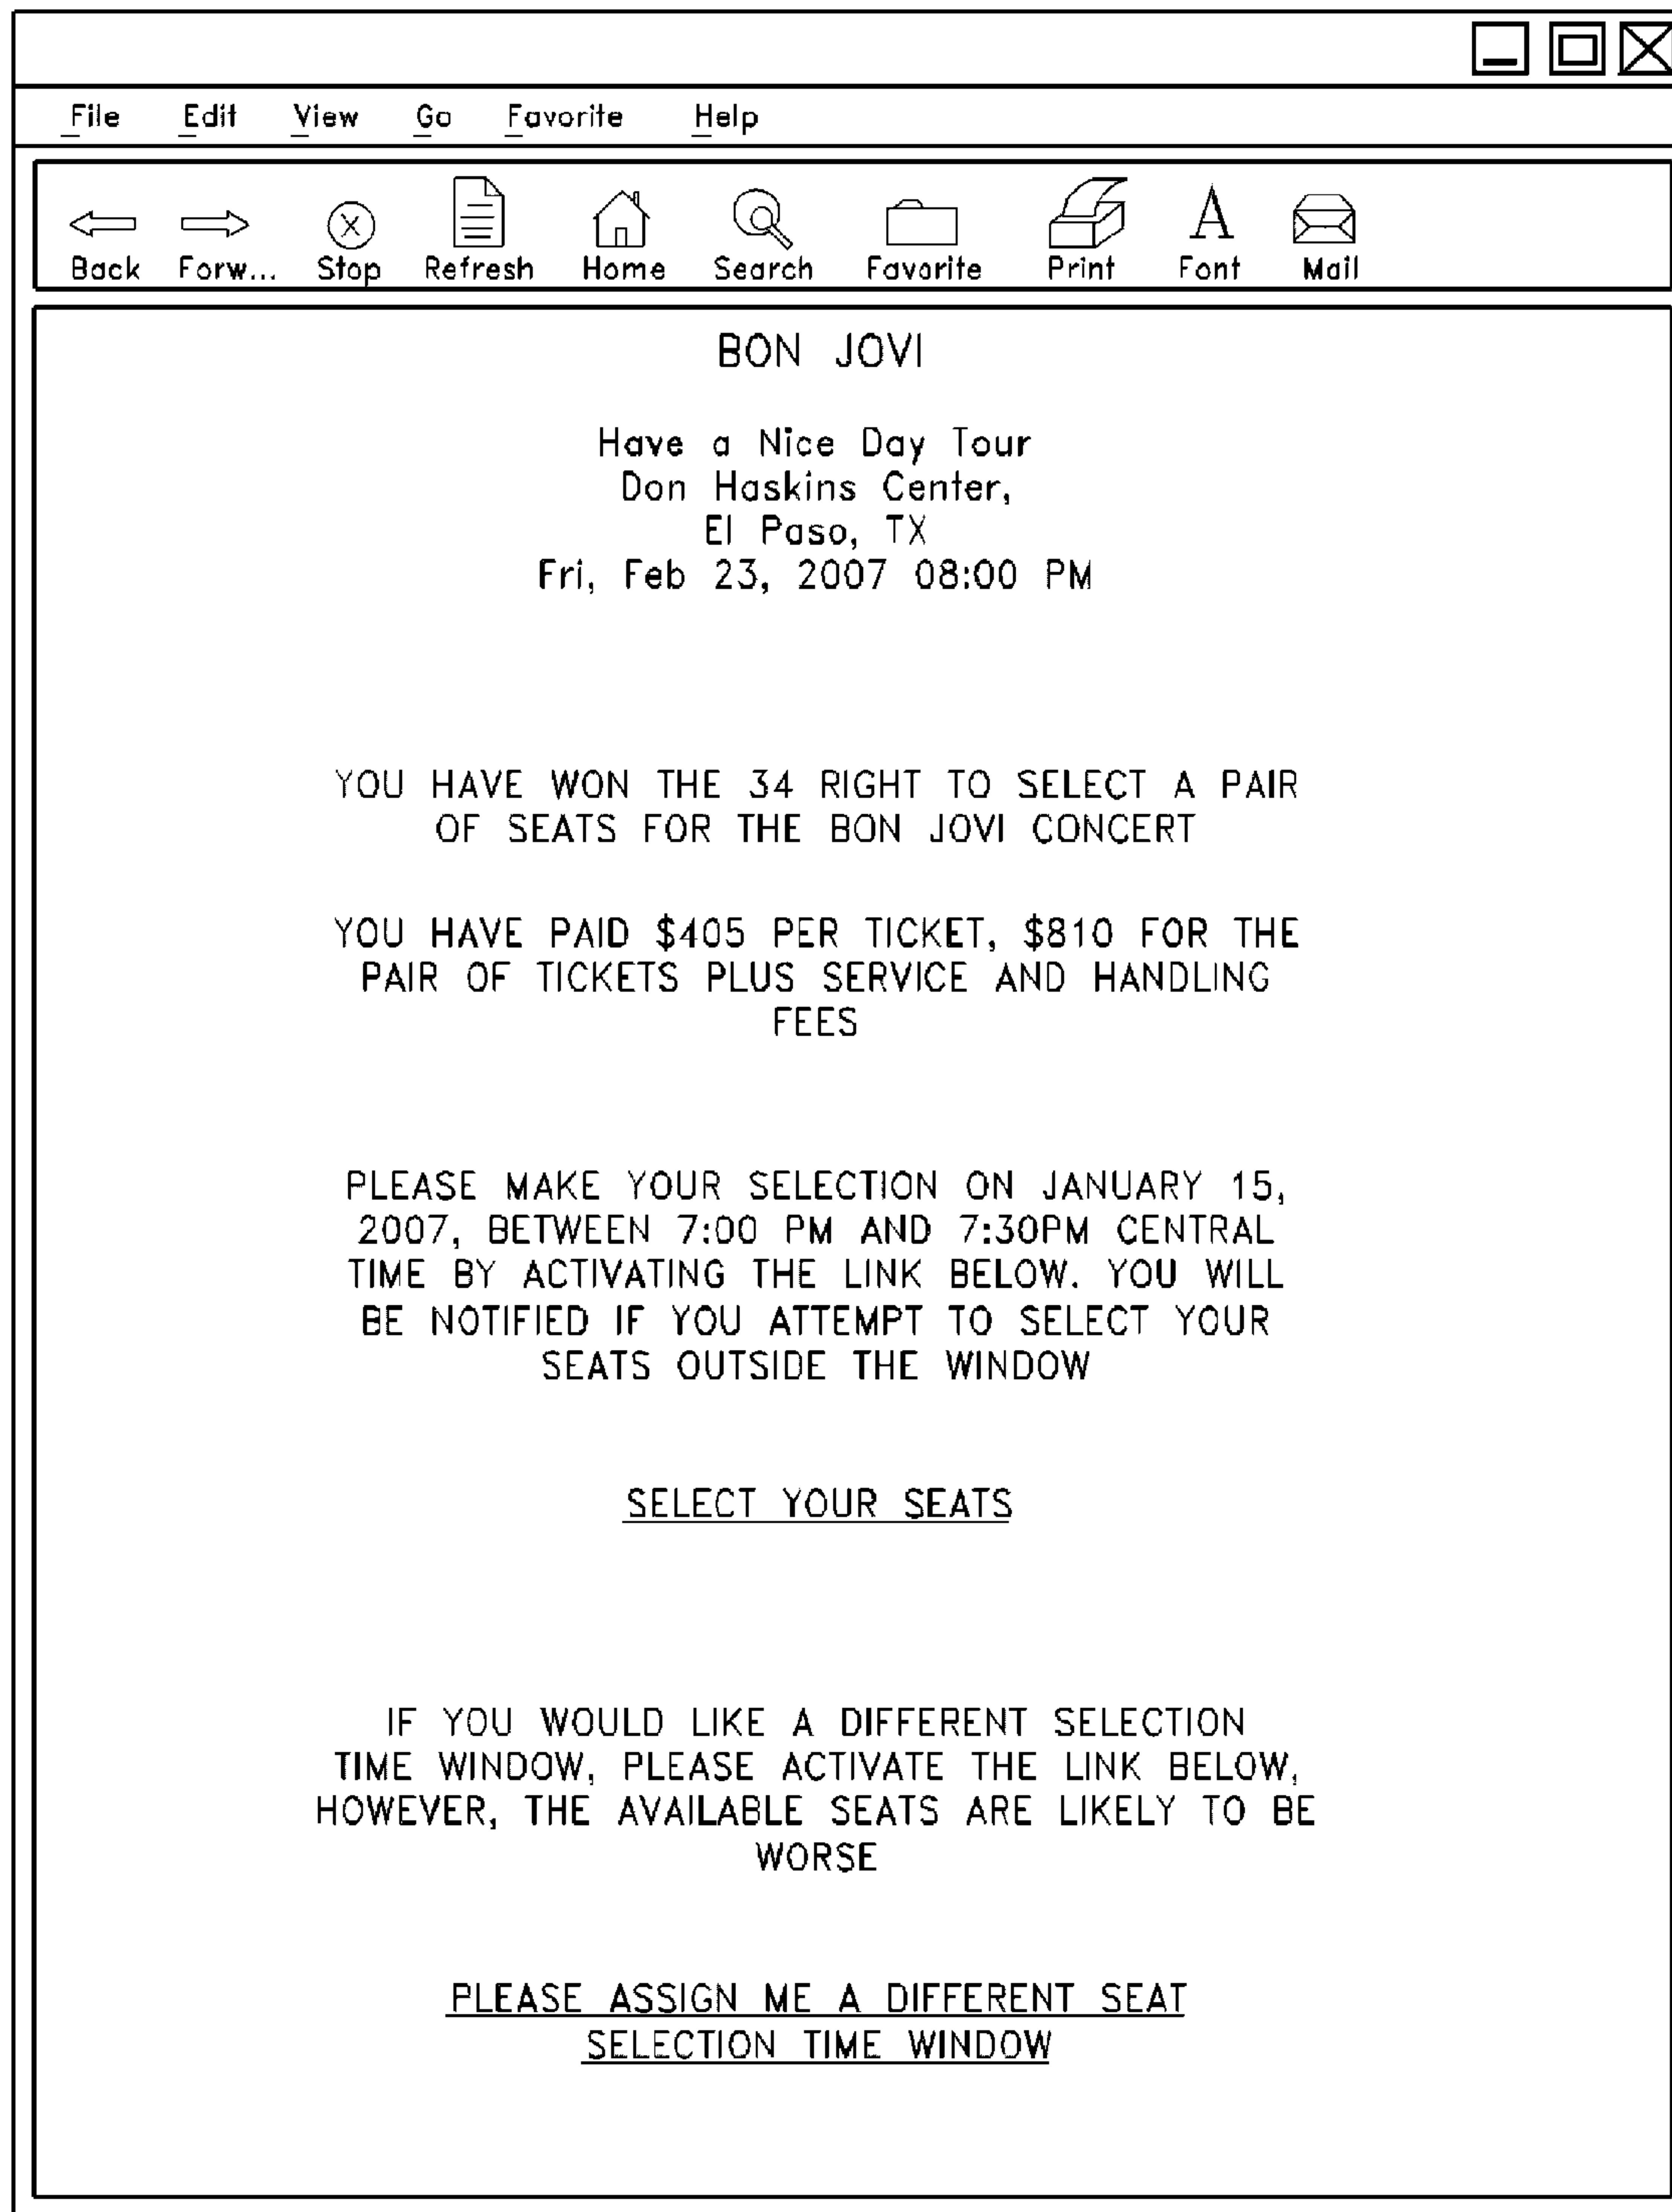 File Edit View Go Favorite Help
Back Forw... Stop Refresh Home Search Favorite Print Font Mail
BON JOVI
Have a Nice Day Tour
Don Haskins Center,
El Paso, TX
Fri, Feb 23, 2007 08:00 PM
YOU HAVE WON THE 34 RIGHT TO SELECT A PAIR
OF SEATS FOR THE BON JOVI CONCERT
YOU HAVE PAID $405 PER TICKET, $810 FOR THE
PAIR OF TICKETS PLUS SERVICE AND HANDLING
FEES
PLEASE MAKE YOUR SELECTION ON JANUARY 15,
2007, BETWEEN 7:00 PM AND 7:30PM CENTRAL
TIME BY ACTIVATING THE LINK BELOW. YOU WILL
BE NOTIFIED IF YOU ATTEMPT TO SELECT YOUR
SEATS OUTSIDE THE WINDOW
SELECT YOUR SEATS
IF YOU WOULD LIKE A DIFFERENT SELECTION
TIME WINDOW, PLEASE ACTIVATE THE LINK BELOW,
HOWEVER, THE AVAILABLE SEATS ARE LIKELY TO BE
WORSE
PLEASE ASSIGN ME A DIFFERENT SEAT
SELECTION TIME WINDOW